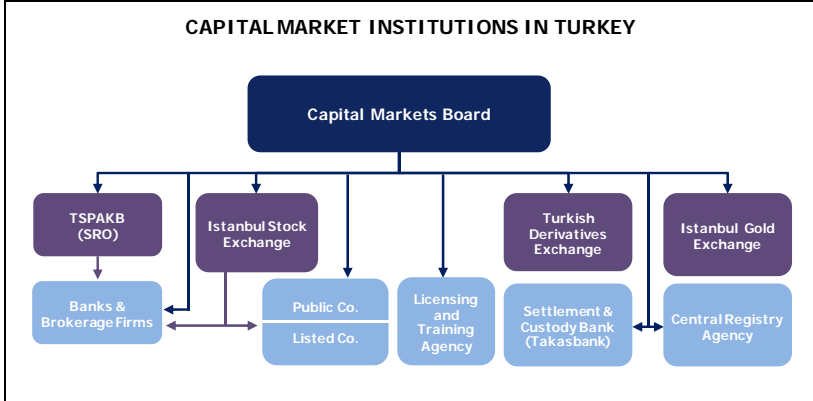 CAPITAL MARKET INSTITUTIONS IN TURKEY
Capital Markets Board
TSPAKB
(SRO)
Istanbul Stock
Exchange
Turkish
Derivatives
Exchange
Istanbul Gold
Exchange
Banks &
Brokerage Firms
Public Co.
Listed Co.
Licensing
and
Training
Agency
Settlement &
Custody Bank
(Takasbank)
Central Registry
Agency